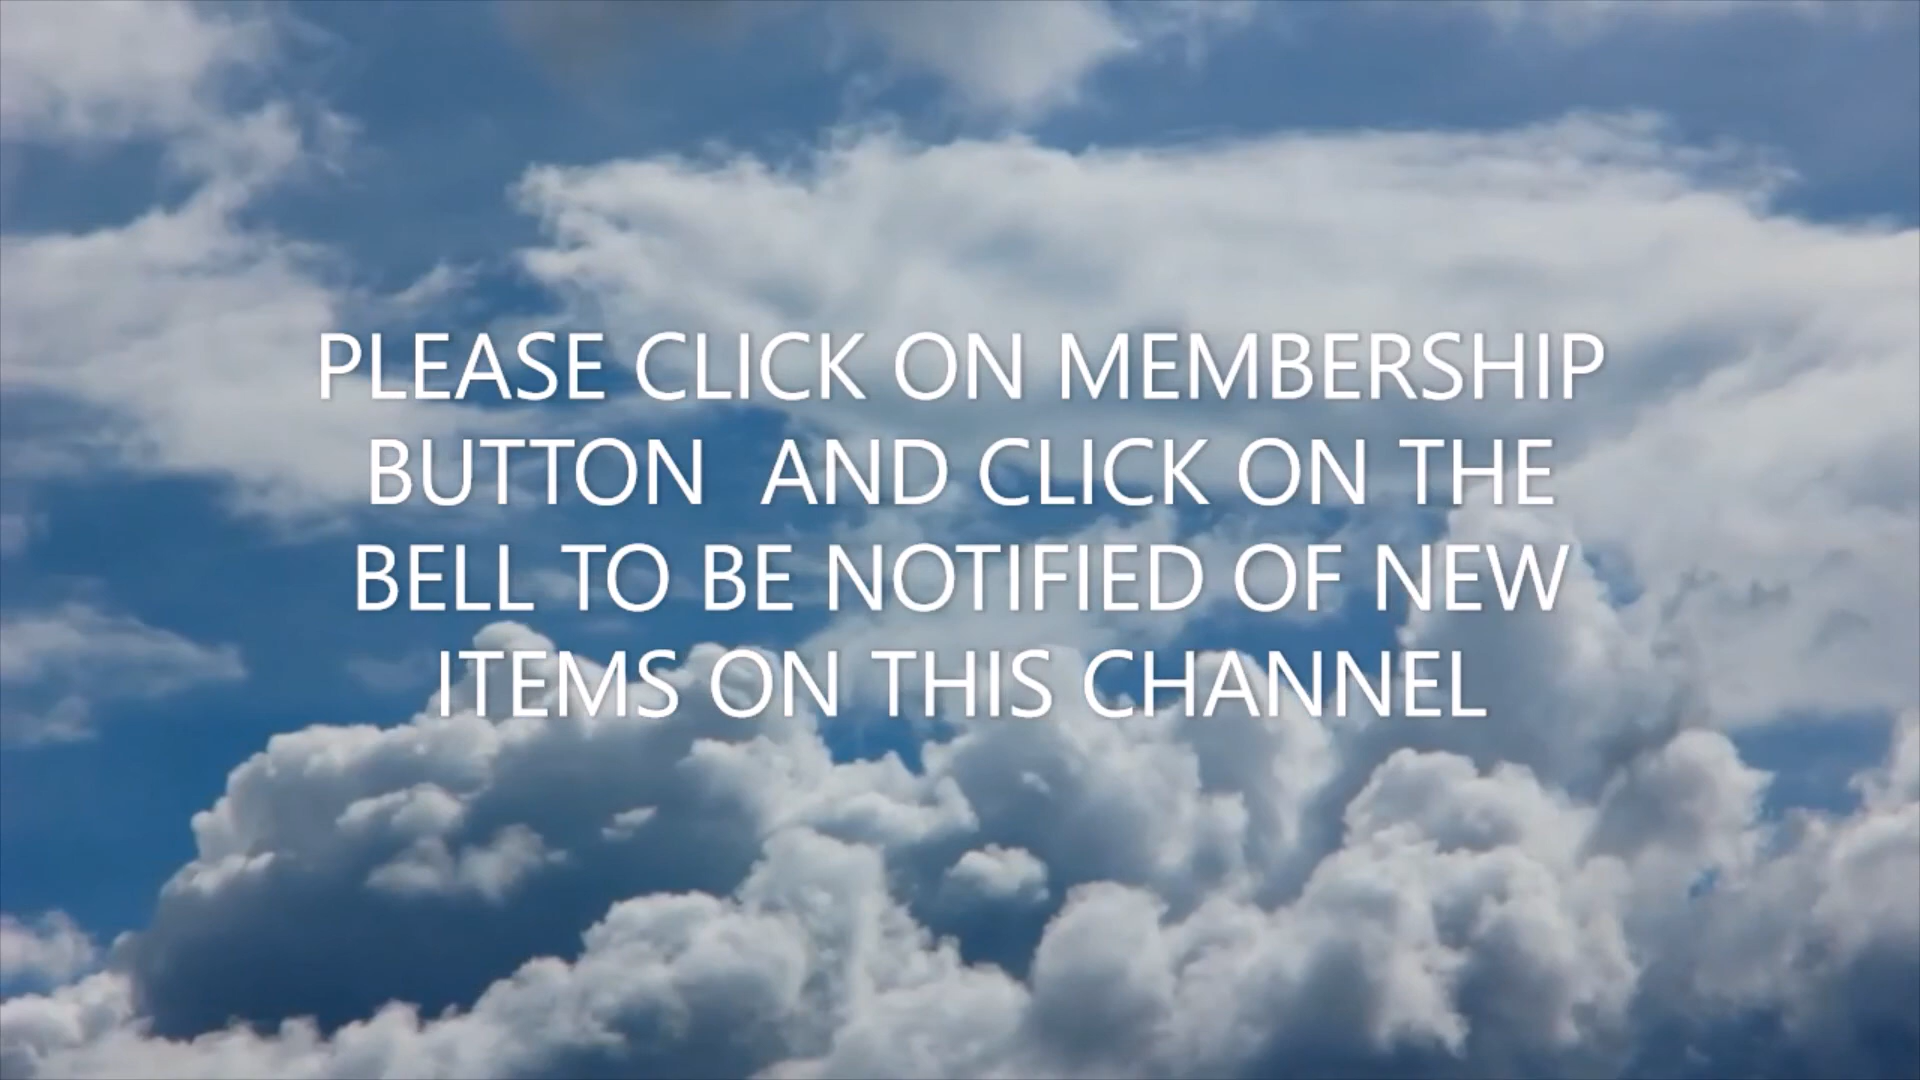 PLEASE CLICK ON MEMBERSHIP
BUTTON  AND CLICK ON THE
BELL TO BE NOTIFIED OF NEW
ITEMS ON THIS CHANNEL